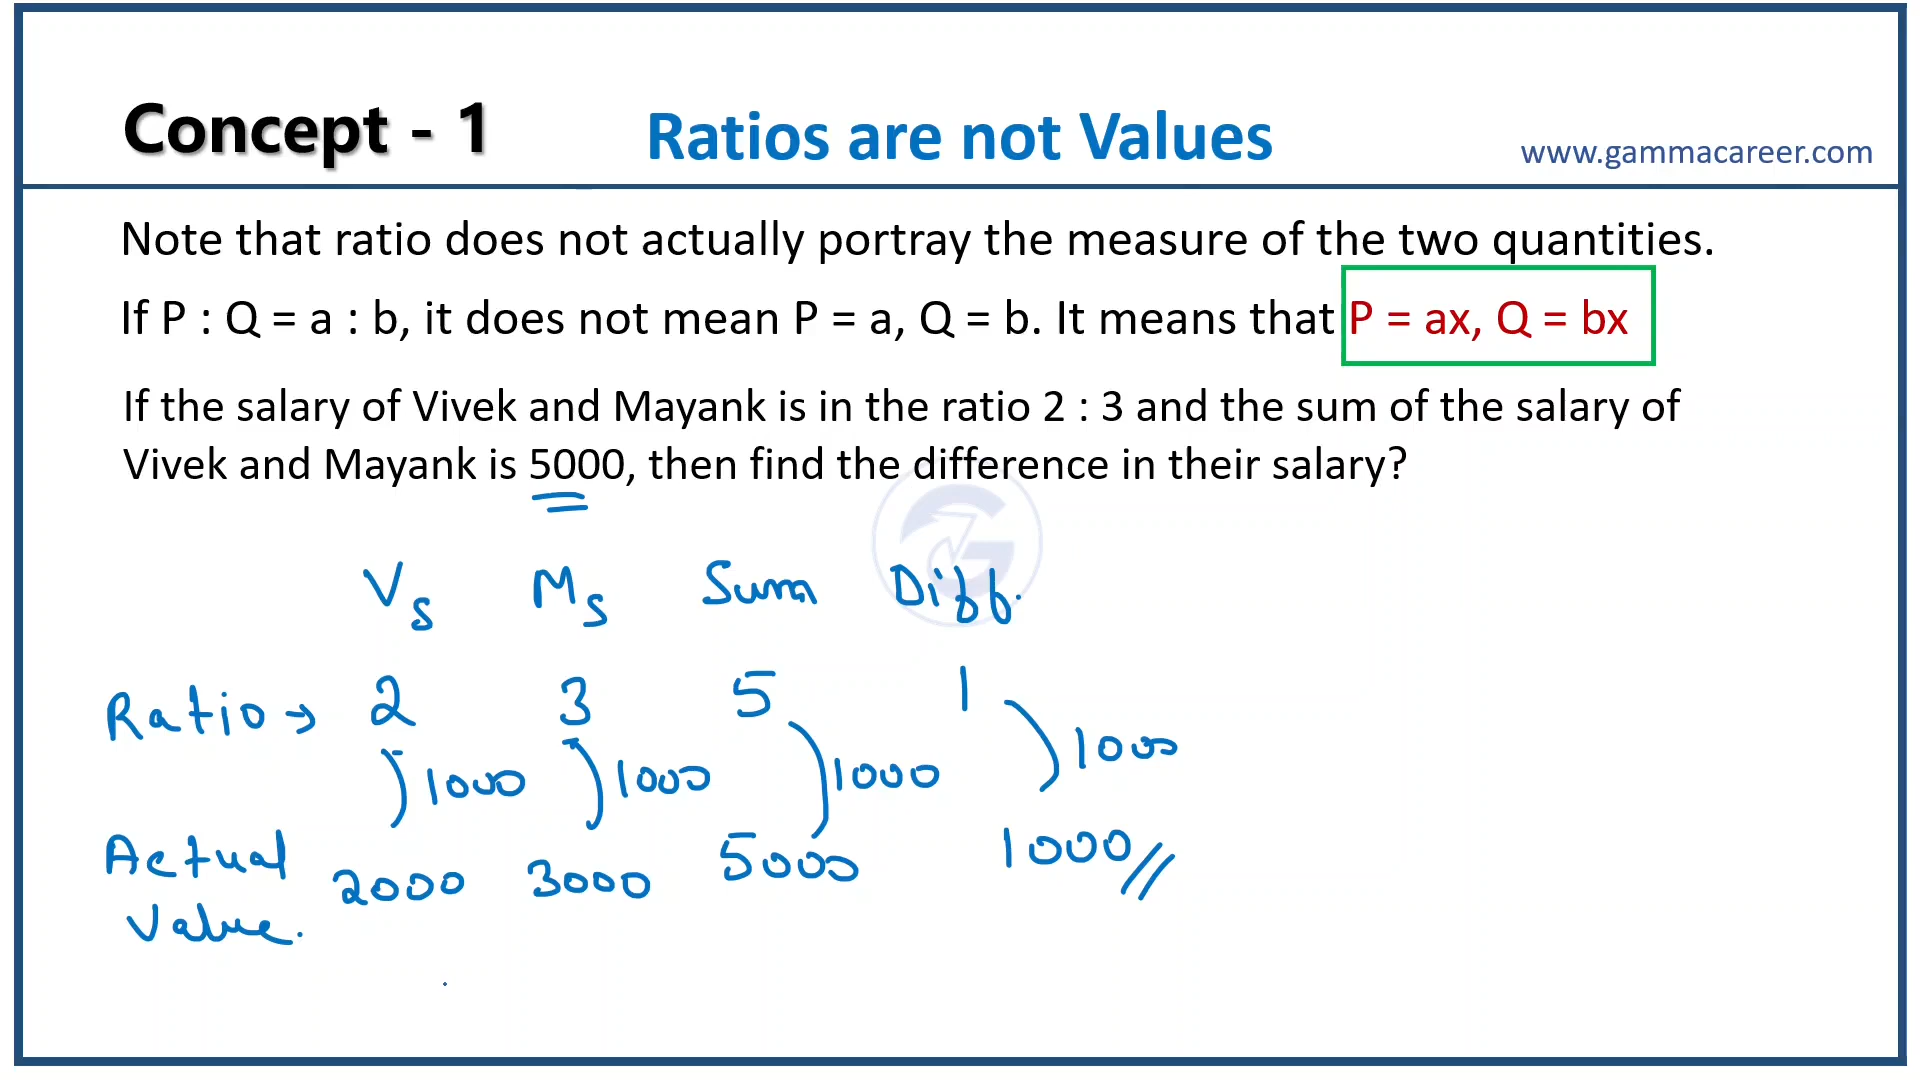 Concept - 1
Ratios are not Values
www.gammacareer.com
Note that ratio does not actually portray the measure of the two quantities.
If P : Q = a : b, it does not mean P = a, Q = b. It means that P = ax, Q = bx
If the salary of Vivek and Mayank is in the ratio 2 : 3 and the sum of the salary of
Vivek and Mayank is 5000, then find the difference in their salary?
Vs Ms Sum Diff.
Ratio → 2 3 5 1
)1000 )1000 )1000 )1000
Actual 2000 3000 5000 1000//
Value.